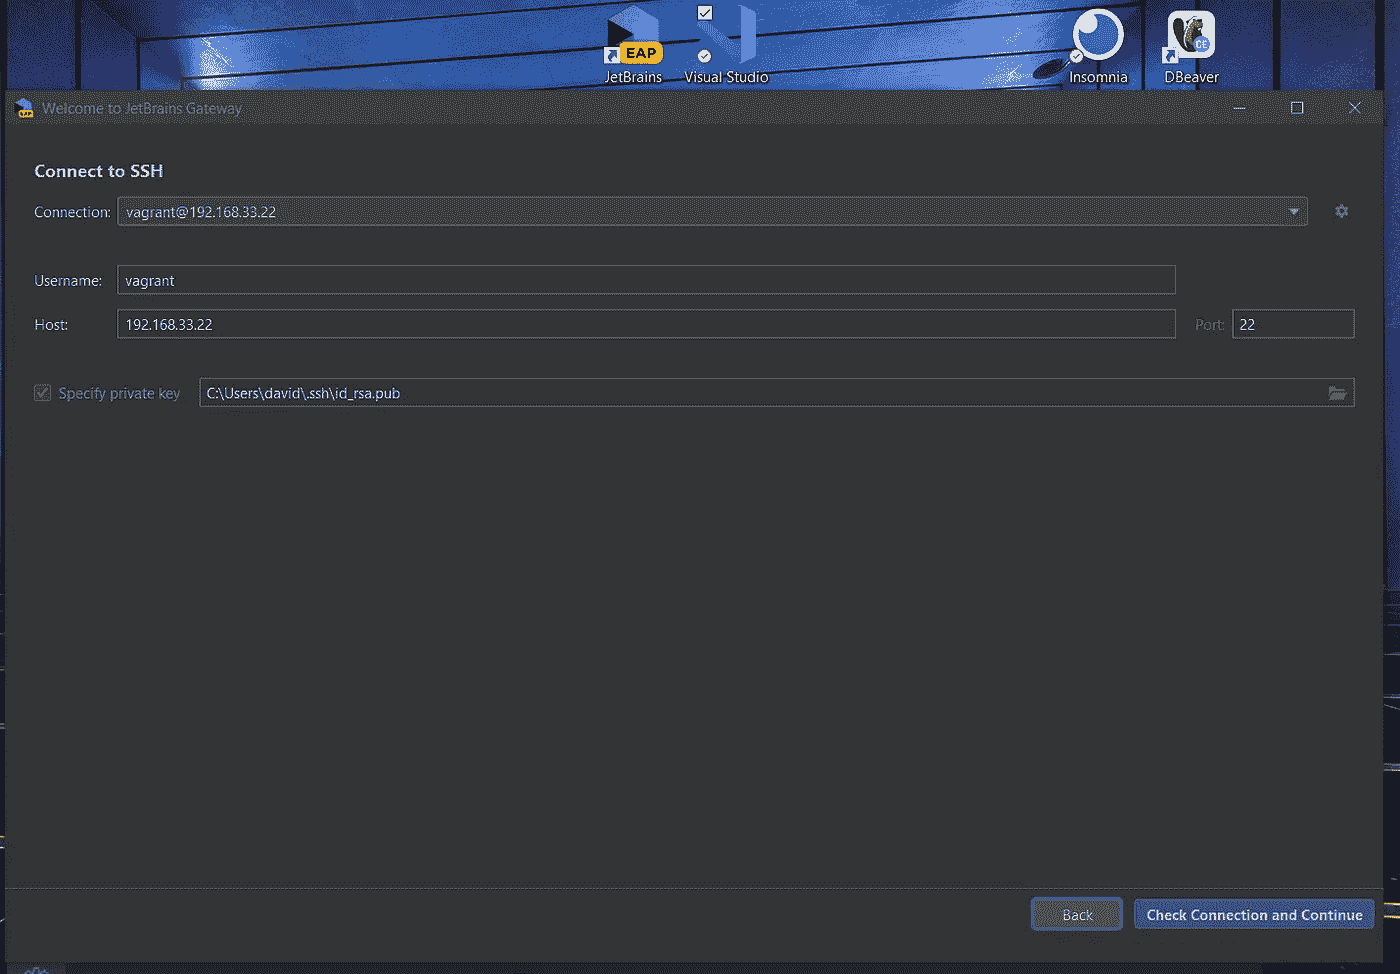 EAP
CE
JetBrains
Visual Studio
Insomnia
DBeaver
Welcome to JetBrains Gateway
Connect to SSH
Connection: vagrant@192.168.33.22
Username: vagrant
Host: 192.168.33.22 Port: 22
Specify private key C:\Users\david\.ssh\id_rsa.pub
Back Check Connection and Continue